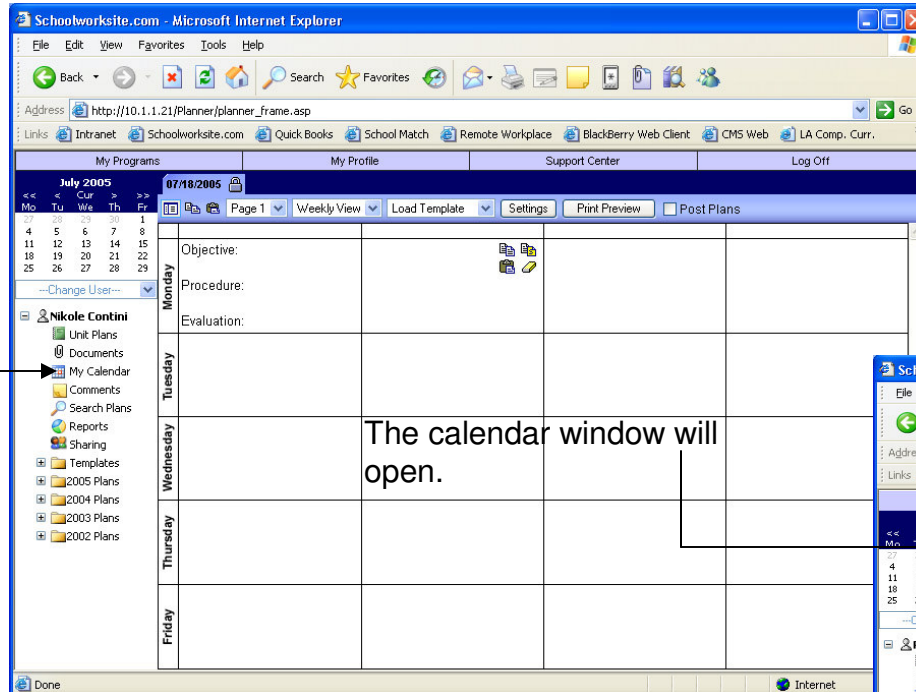 Schoolworksite.com - Microsoft Internet Explorer
File Edit View Favorites Tools Help
Back Search Favorites
Address http://10.1.1.21/Planner/planner_frame.asp Go
Links Intranet Schoolworksite.com Quick Books School Match Remote Workplace BlackBerry Web Client CMS Web LA Comp. Curr.
My Programs My Profile Support Center Log Off
July 2005
<< < Cur > >>
Mo Tu We Th Fr
27 28 29 30 1
4 5 6 7 8
11 12 13 14 15
18 19 20 21 22
25 26 27 28 29
---Change User---
Nikole Contini
Unit Plans
Documents
My Calendar
Comments
Search Plans
Reports
Sharing
Templates
2005 Plans
2004 Plans
2003 Plans
2002 Plans
07/18/2005
Page 1 Weekly View Load Template Settings Print Preview Post Plans
Monday
Objective:
Procedure:
Evaluation:
Tuesday
Wednesday
Thursday
Friday
The calendar window will
open.
Done Internet
File
Links
<<
Mo
27
4
11
18
25